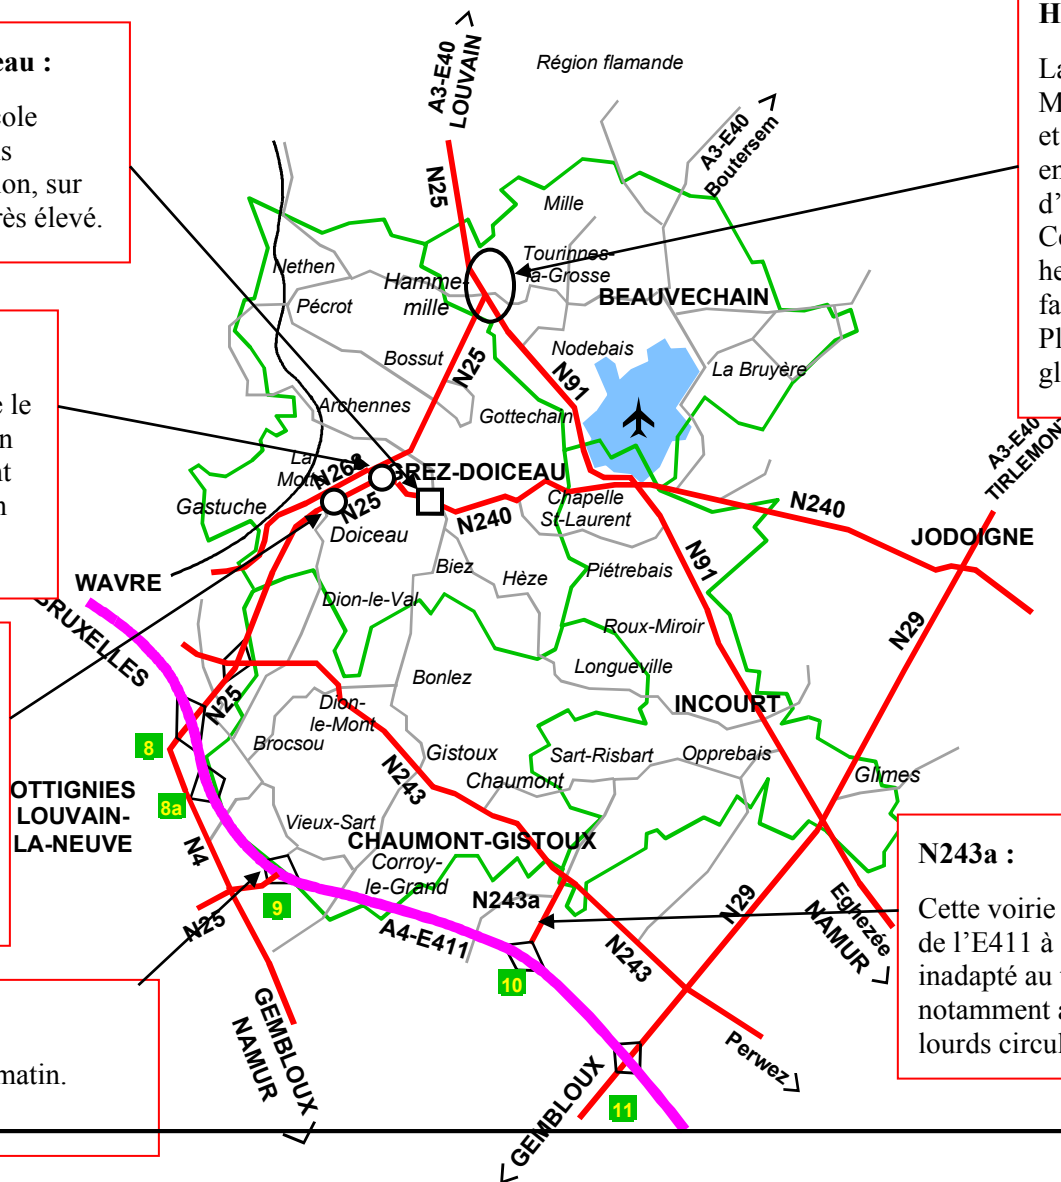 eau :
cole
s
ion, sur
rès élevé.
A3-E40
LOUVAIN
Région flamande
A3-E40
Boutersem
H
La
M
et
en
d’
Ce
he
fa
Pl
gl
N25
Mille
Nethen
Tourinnes-
la-Grosse
Pécrot
Hamme-
mille
BEAUVECHAIN
Bossut
N25
Nodebais
N91
La Bruyère
e le
n
nt
n
Archennes
Gottechain
A3-E40
TIRLEMONT
La
Motte
N268
GREZ-DOICEAU
Gastuche
N25
Doiceau
N240
Chapelle
St-Laurent
N240
JODOIGNE
WAVRE
Biez
Hèze
Piétrebais
N91
BRUXELLES
Dion-le-Val
Roux-Miroir
N29
Longueville
Bonlez
INCOURT
N25
Dion-
le-Mont
Brocsou
8
Gistoux
Sart-Risbart
Opprebais
Chaumont
Glimes
N243
OTTIGNIES
LOUVAIN-
LA-NEUVE
8a
Vieux-Sart
N4
CHAUMONT-GISTOUX
Corroy-
le-Grand
N243a
9
N25
A4-E411
N29
Eghezée
NAMUR
N243a :
Cette voirie
de l’E411 à
inadapté au
notamment a
lourds circul
10
N243
GEMBLOUX
NAMUR
matin.
Perwez
GEMBLOUX
11